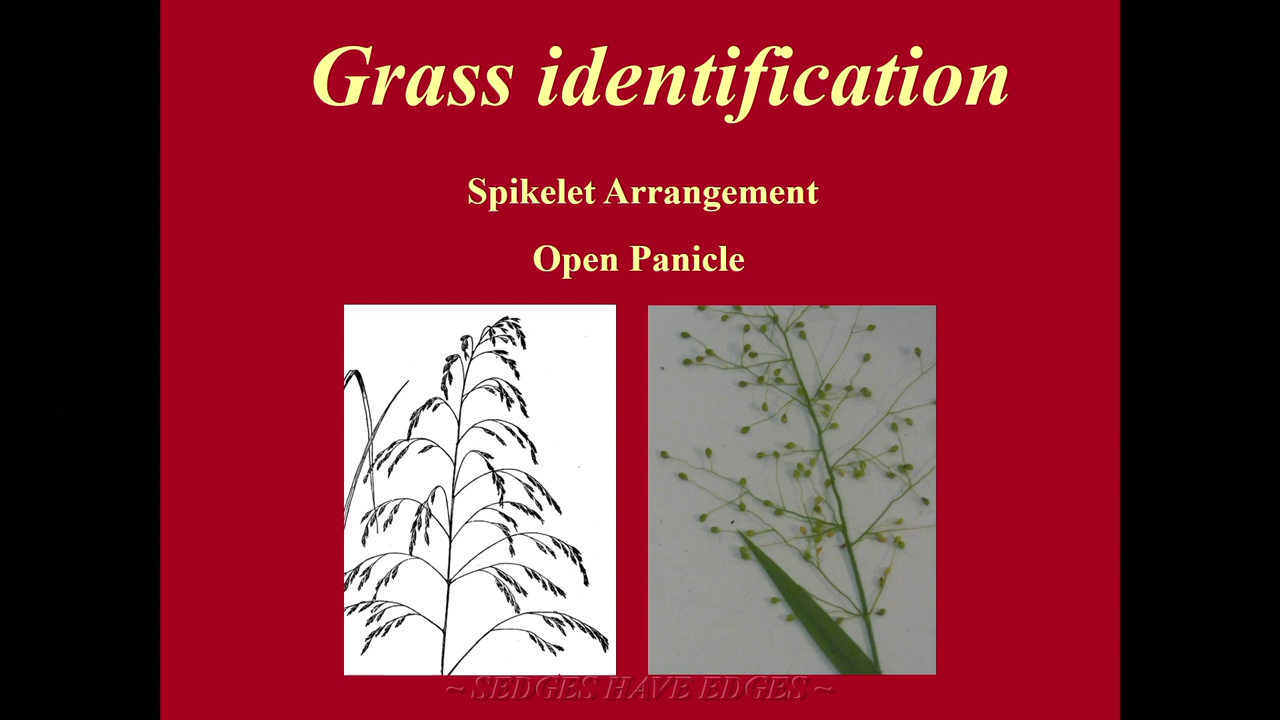 Grass identification
Spikelet Arrangement
Open Panicle
~ SEDGES HAVE EDGES ~